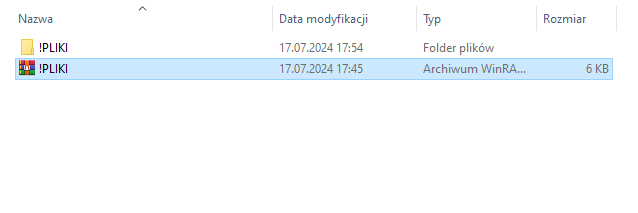 Nazwa Data modyfikacji Typ Rozmiar
!PLIKI 17.07.2024 17:54 Folder plików
!PLIKI 17.07.2024 17:45 Archiwum WinRA... 6 KB